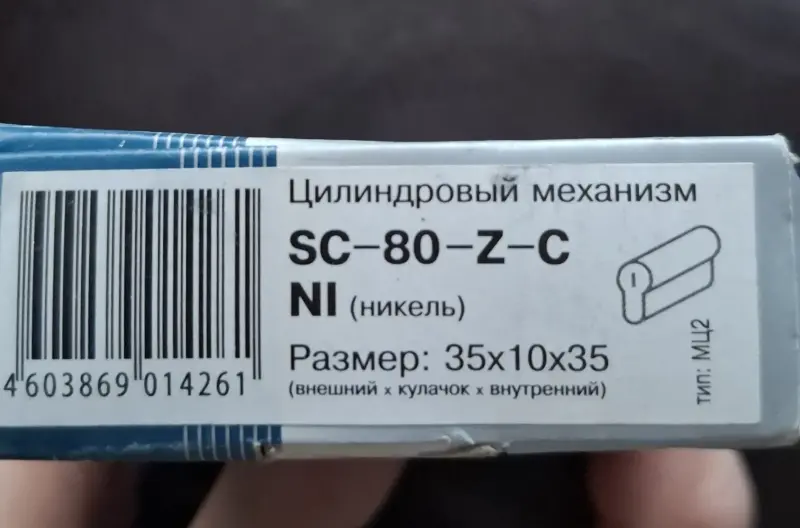 Цилиндровый механизм
SC-80-Z-C
NI (никель)
Размер: 35x10x35
(внешний x кулачок x внутренний)
тип: МЦ2
4 603869 014261